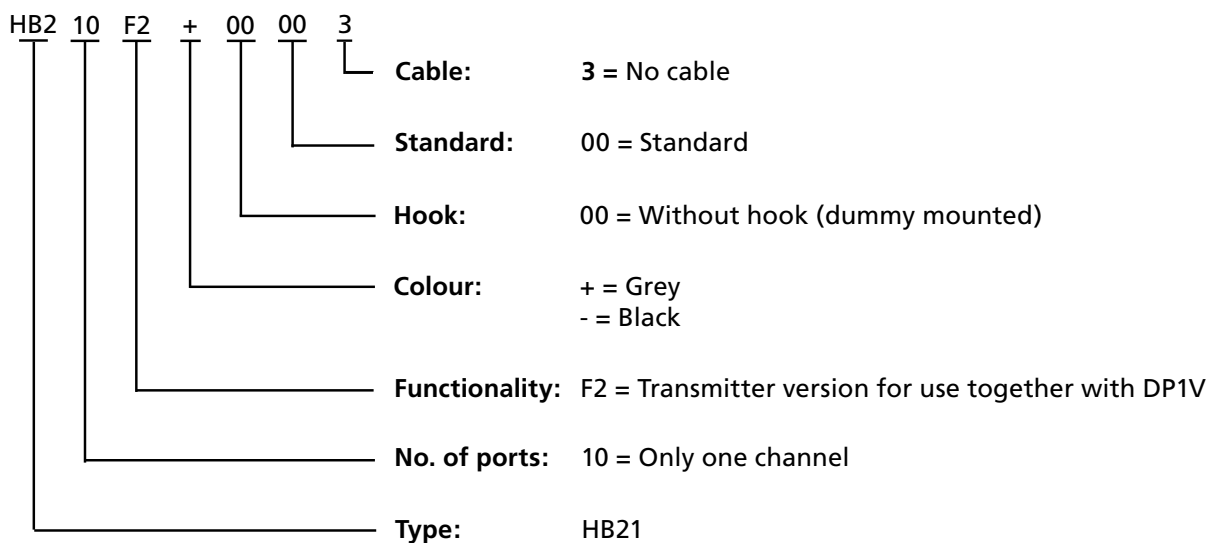 HB2 10 F2 + 00 00 3
Cable: 3 = No cable
Standard: 00 = Standard
Hook: 00 = Without hook (dummy mounted)
Colour: + = Grey
- = Black
Functionality: F2 = Transmitter version for use together with DP1V
No. of ports: 10 = Only one channel
Type: HB21